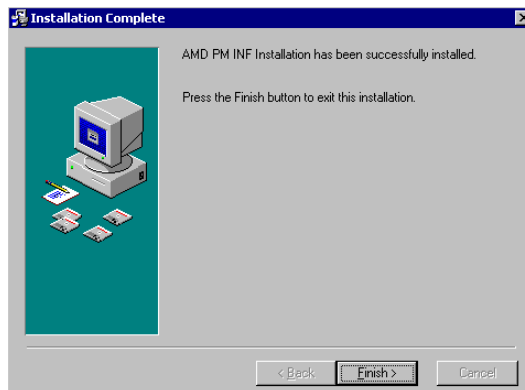 Installation Complete
AMD PM INF Installation has been successfully installed.
Press the Finish button to exit this installation.
< Back
Finish >
Cancel